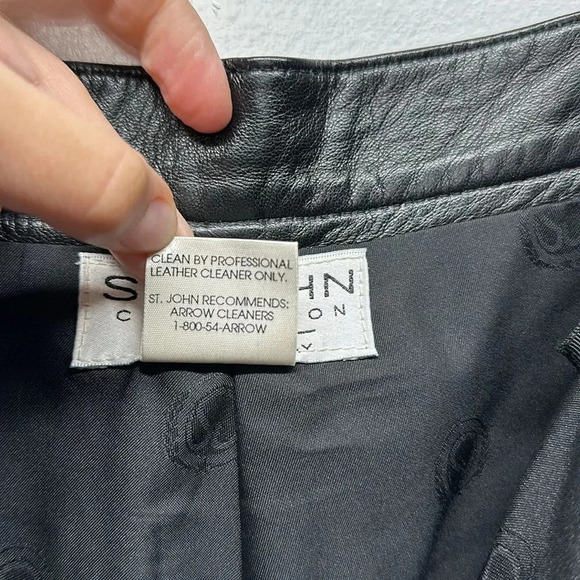 CLEAN BY PROFESSIONAL
LEATHER CLEANER ONLY.
ST. JOHN RECOMMENDS:
ARROW CLEANERS
1-800-54-ARROW